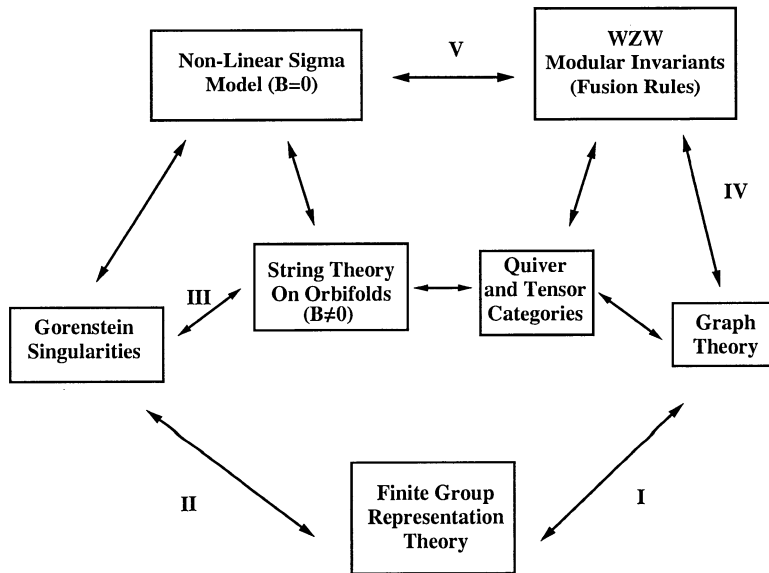 Non-Linear Sigma
Model (B=0)
V
WZW
Modular Invariants
(Fusion Rules)
IV
III
String Theory
On Orbifolds
(B≠0)
Quiver
and Tensor
Categories
Gorenstein
Singularities
Graph
Theory
II
Finite Group
Representation
Theory
I